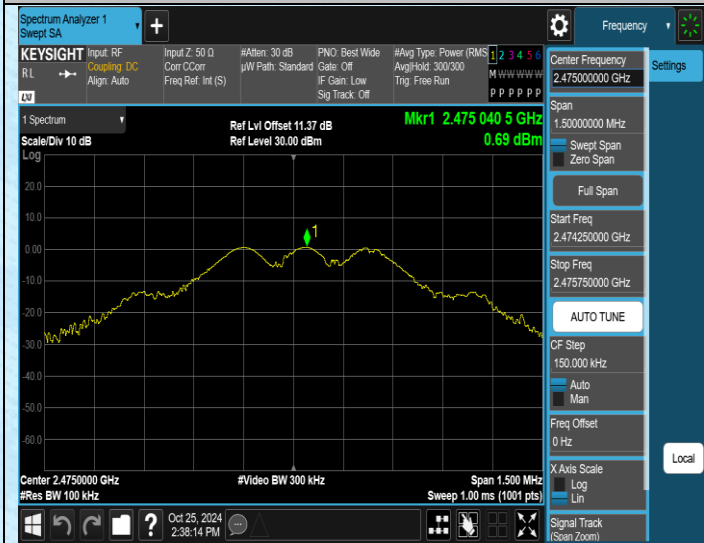 Spectrum Analyzer 1
Swept SA
Frequency
KEYSIGHT
RL
LXI
Input: RF
Coupling: DC
Align: Auto
Input Z: 50 Ω
Corr CCorr
Freq Ref: Int (S)
#Atten: 30 dB
µW Path: Standard
PNO: Best Wide
Gate: Off
IF Gain: Low
Sig Track: Off
#Avg Type: Power (RMS
Avg|Hold: 300/300
Trig: Free Run
1 2 3 4 5 6
M W W W W W
P P P P P P
1 Spectrum
Scale/Div 10 dB
Ref Lvl Offset 11.37 dB
Ref Level 30.00 dBm
Mkr1 2.475 040 5 GHz
0.69 dBm
Log
20.0
10.0
0.00
-10.0
-20.0
-30.0
-40.0
-50.0
-60.0
1
Center 2.4750000 GHz
#Res BW 100 kHz
#Video BW 300 kHz
Span 1.500 MHz
Sweep 1.00 ms (1001 pts)
Oct 25, 2024
2:38:14 PM
Center Frequency
2.475000000 GHz
Settings
Span
1.50000000 MHz
Swept Span
Zero Span
Full Span
Start Freq
2.474250000 GHz
Stop Freq
2.475750000 GHz
AUTO TUNE
CF Step
150.000 kHz
Auto
Man
Freq Offset
0 Hz
X Axis Scale
Log
Lin
Signal Track
(Span Zoom)
Local